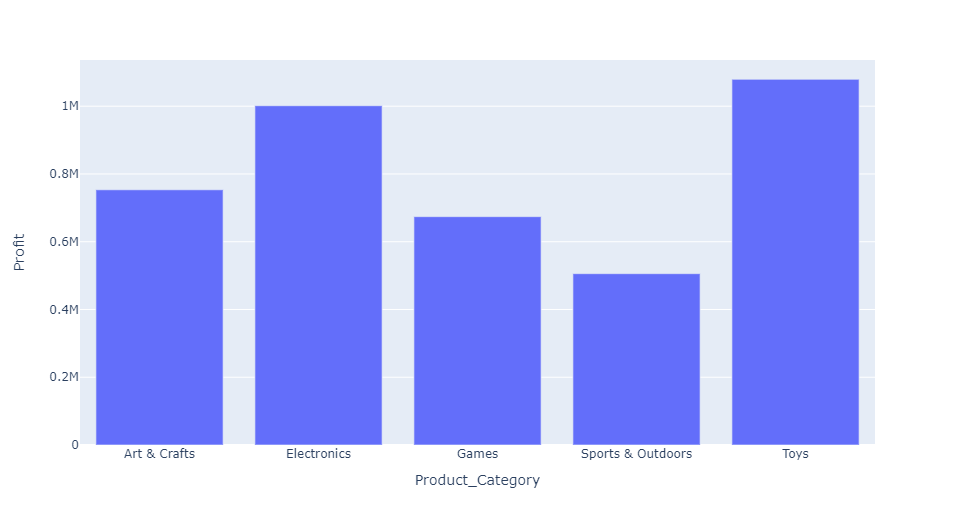 1M
0.8M
0.6M
0.4M
0.2M
0
Profit
Art & Crafts
Electronics
Games
Sports & Outdoors
Toys
Product_Category